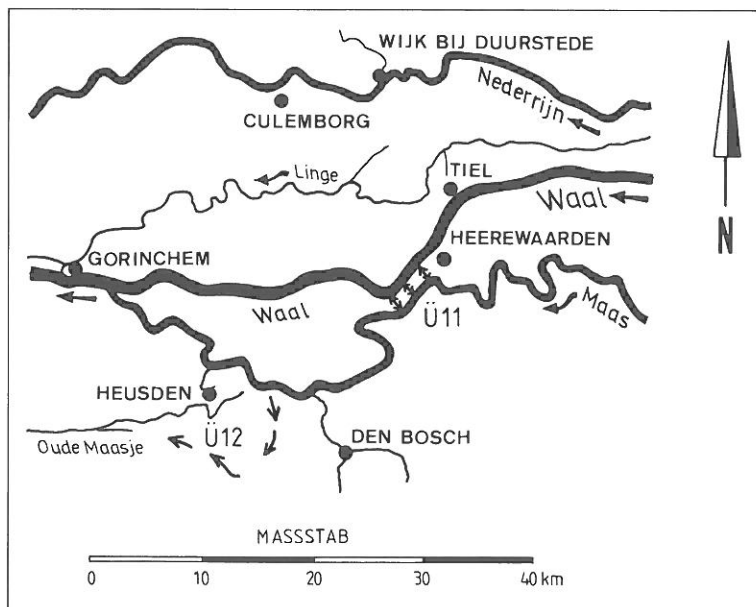 WIJK BIJ DUURSTEDE
Nederrijn
CULEMBORG
Linge
TIEL
Waal
N
HEEREWAARDEN
GORINCHEM
Waal
Ü11
Maas
HEUSDEN
Oude Maasje
Ü12
DEN BOSCH
MASSSTAB
0 10 20 30 40 km